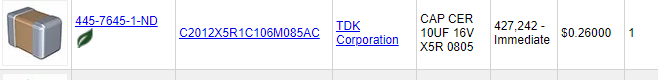 445-7645-1-ND
C2012X5R1C106M085AC
TDK
Corporation
CAP CER
10UF 16V
X5R 0805
427,242 -
Immediate
$0.26000
1